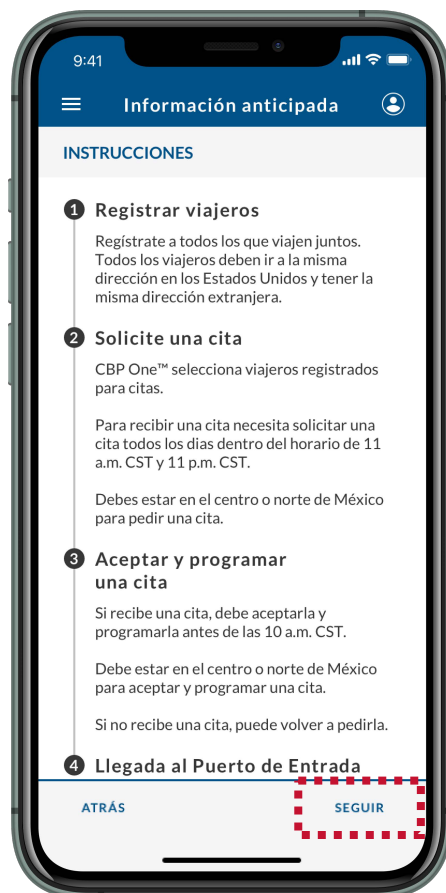 9:41
Información anticipada
INSTRUCCIONES
1 Registrar viajeros
Regístrate a todos los que viajen juntos.
Todos los viajeros deben ir a la misma
dirección en los Estados Unidos y tener la
misma dirección extranjera.
2 Solicite una cita
CBP One™ selecciona viajeros registrados
para citas.
Para recibir una cita necesita solicitar una
cita todos los dias dentro del horario de 11
a.m. CST y 11 p.m. CST.
Debes estar en el centro o norte de México
para pedir una cita.
3 Aceptar y programar
una cita
Si recibe una cita, debe aceptarla y
programarla antes de las 10 a.m. CST.
Debe estar en el centro o norte de México
para aceptar y programar una cita.
Si no recibe una cita, puede volver a pedirla.
4 Llegada al Puerto de Entrada
ATRÁS SEGUIR